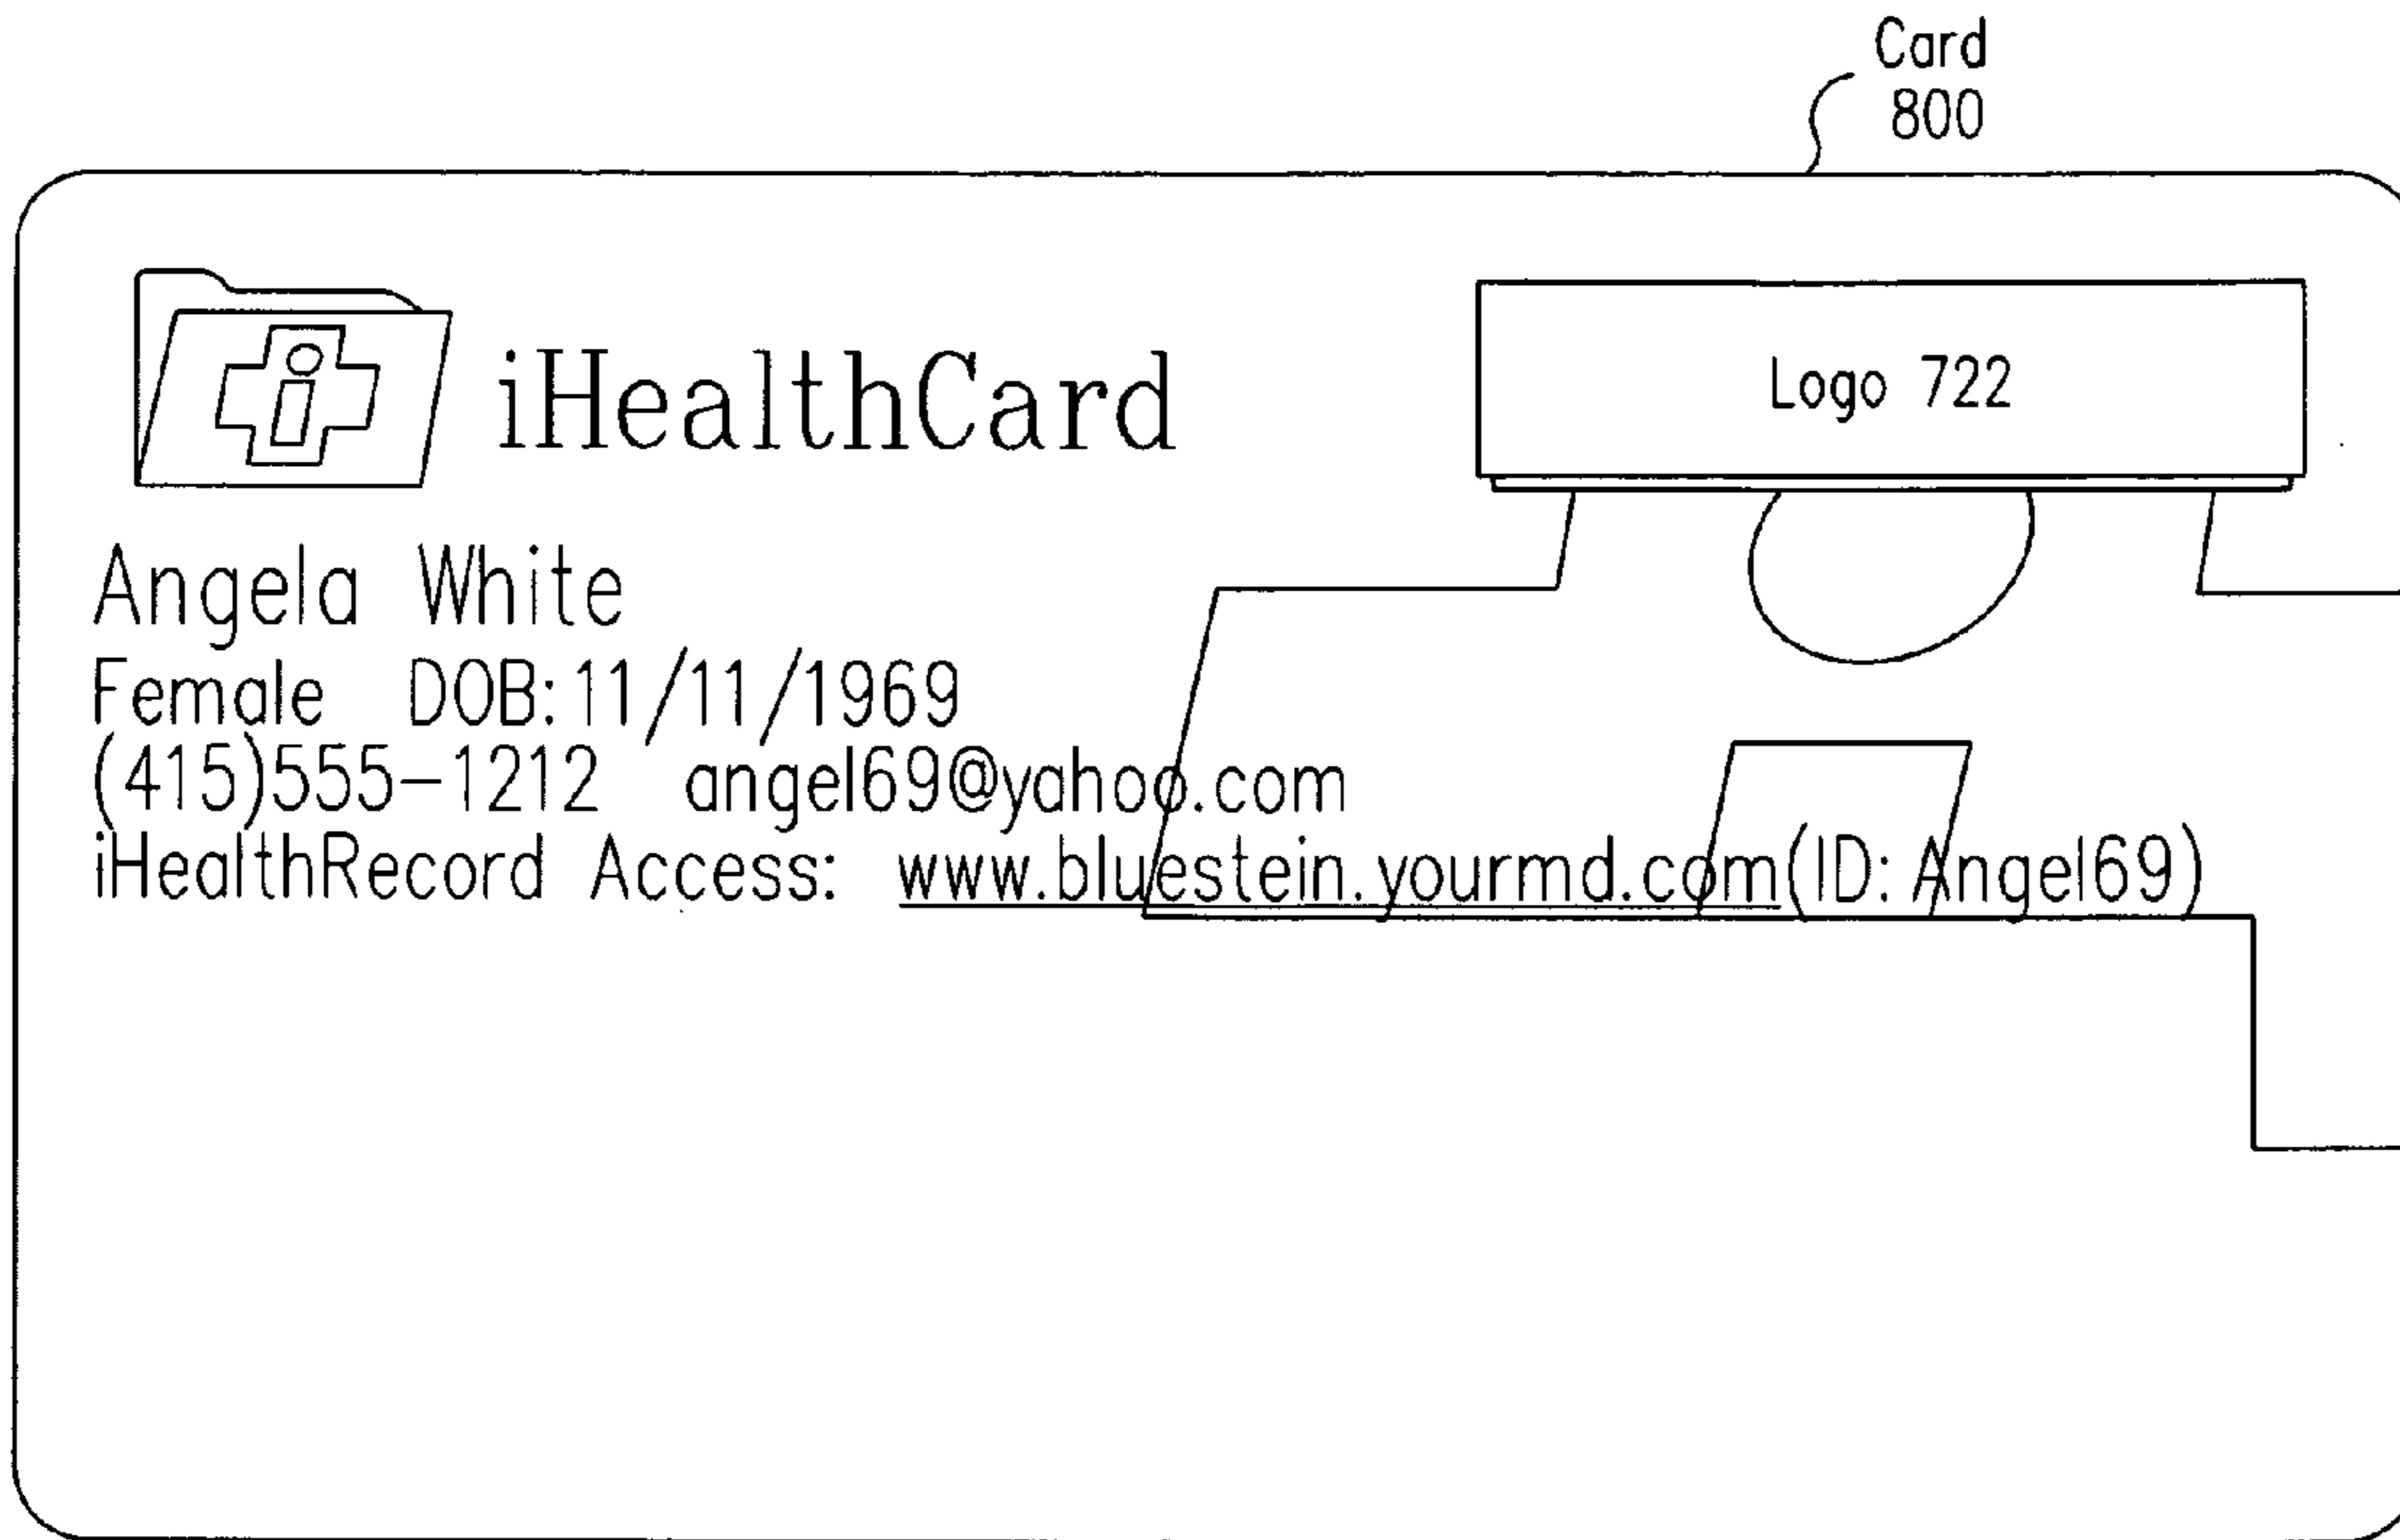 Card
800
iHealthCard
Logo 722
Angela White
Female DOB: 11/11/1969
(415)555-1212 angel69@yahoo.com
iHealthRecord Access: www.bluestein.yourmd.com(ID: Angel69)